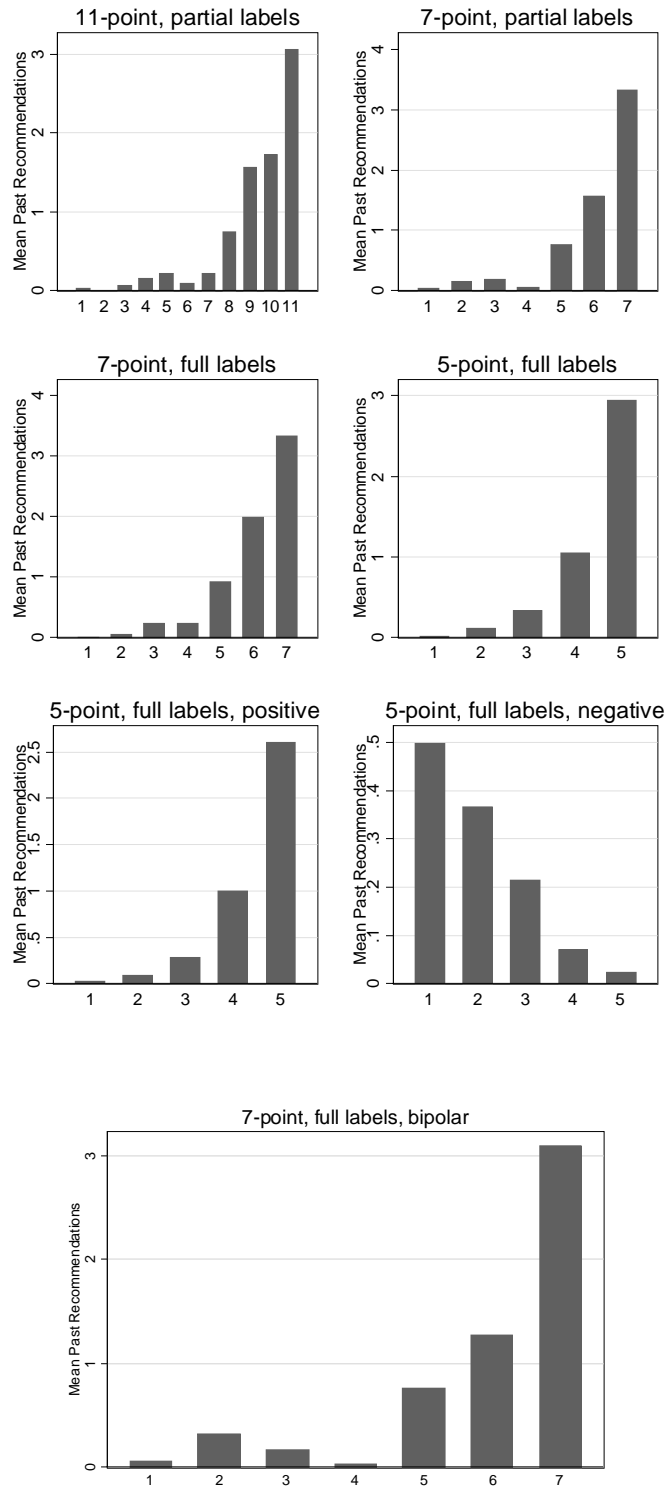 11-point, partial labels
Mean Past Recommendations
3
2
1
0
1 2 3 4 5 6 7 8 9 10 11
7-point, partial labels
Mean Past Recommendations
4
3
2
1
0
1 2 3 4 5 6 7
7-point, full labels
Mean Past Recommendations
4
3
2
1
0
1 2 3 4 5 6 7
5-point, full labels
Mean Past Recommendations
3
2
1
0
1 2 3 4 5
5-point, full labels, positive
Mean Past Recommendations
2.5
2
1.5
1
.5
0
1 2 3 4 5
5-point, full labels, negative
Mean Past Recommendations
.5
.4
.3
.2
.1
0
1 2 3 4 5
7-point, full labels, bipolar
Mean Past Recommendations
3
2
1
0
1 2 3 4 5 6 7